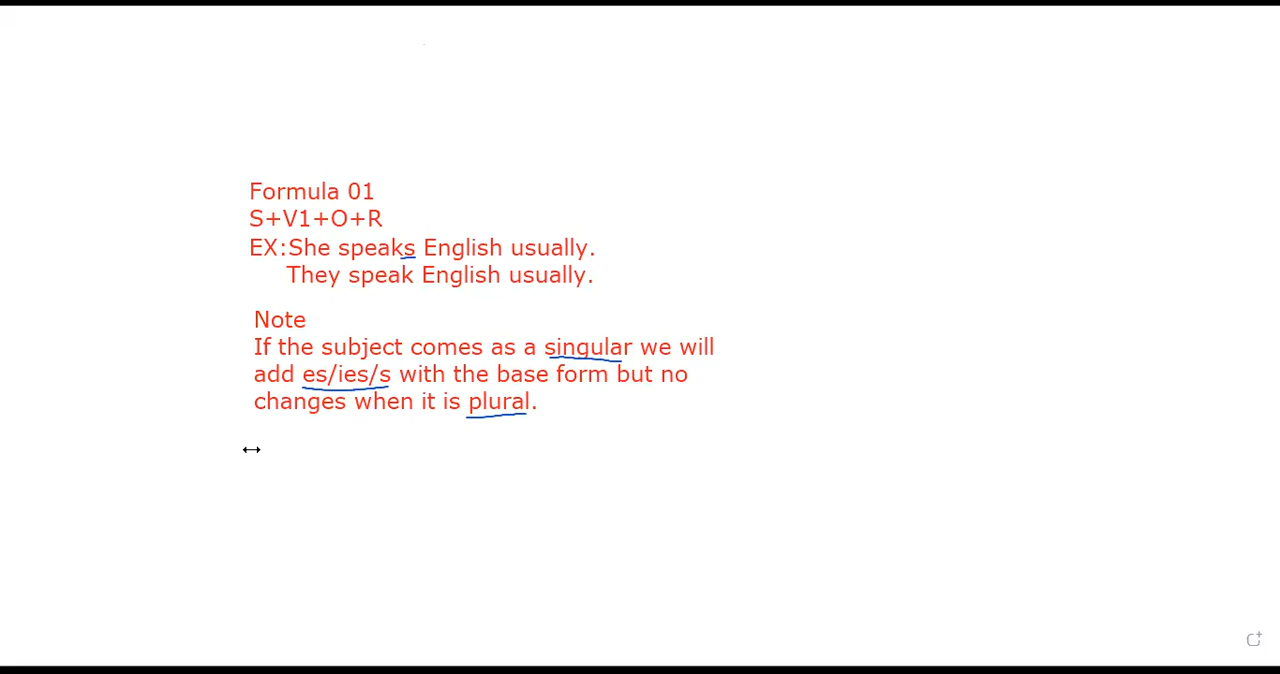 Formula 01
S+V1+O+R
EX:She speaks English usually.
They speak English usually.
Note
If the subject comes as a singular we will
add es/ies/s with the base form but no
changes when it is plural.